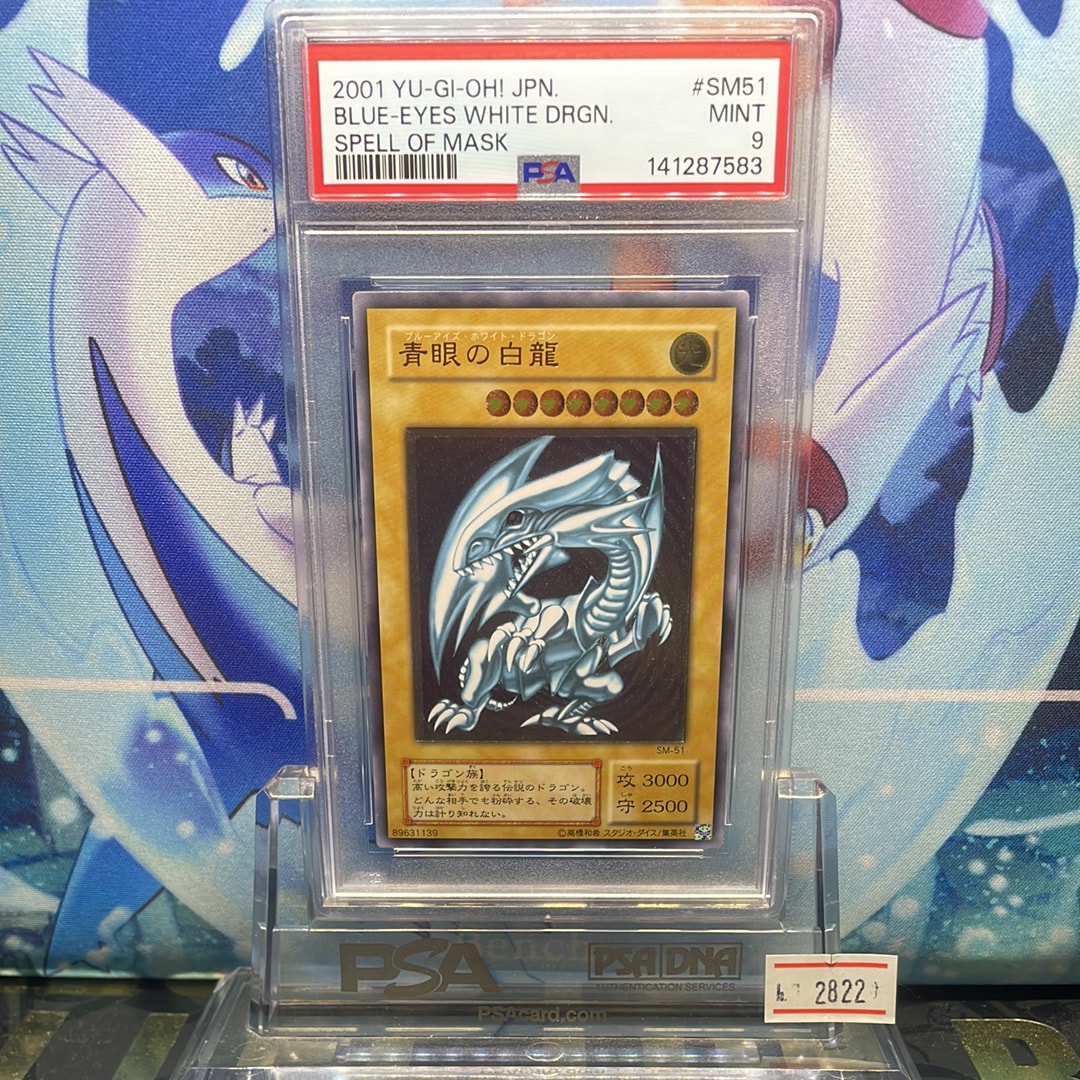 2001 YU-GI-OH! JPN. #SM51
BLUE-EYES WHITE DRGN. MINT
SPELL OF MASK 9
PSA 141287583
ブルーアイズ・ホワイト・ドラゴン
青眼の白龍
SM-51
【ドラゴン族】
高い攻撃力を誇る伝説のドラゴン。
どんな相手でも粉砕する、その破壊
力は計り知れない。
攻 3000
守 2500
89631139 ©高橋和希 スタジオ・ダイス/集英社
PSA PSA DNA
AUTHENTICATION SERVICES
PSAcard.com
2822